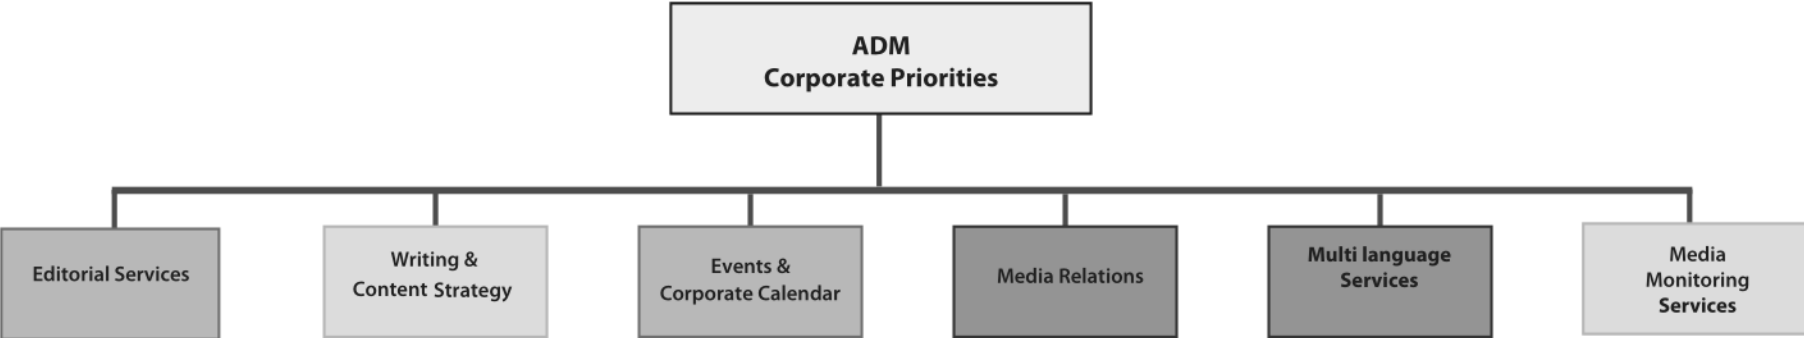 ADM
Corporate Priorities
Editorial Services
Writing &
Content Strategy
Events &
Corporate Calendar
Media Relations
Multi language
Services
Media
Monitoring
Services